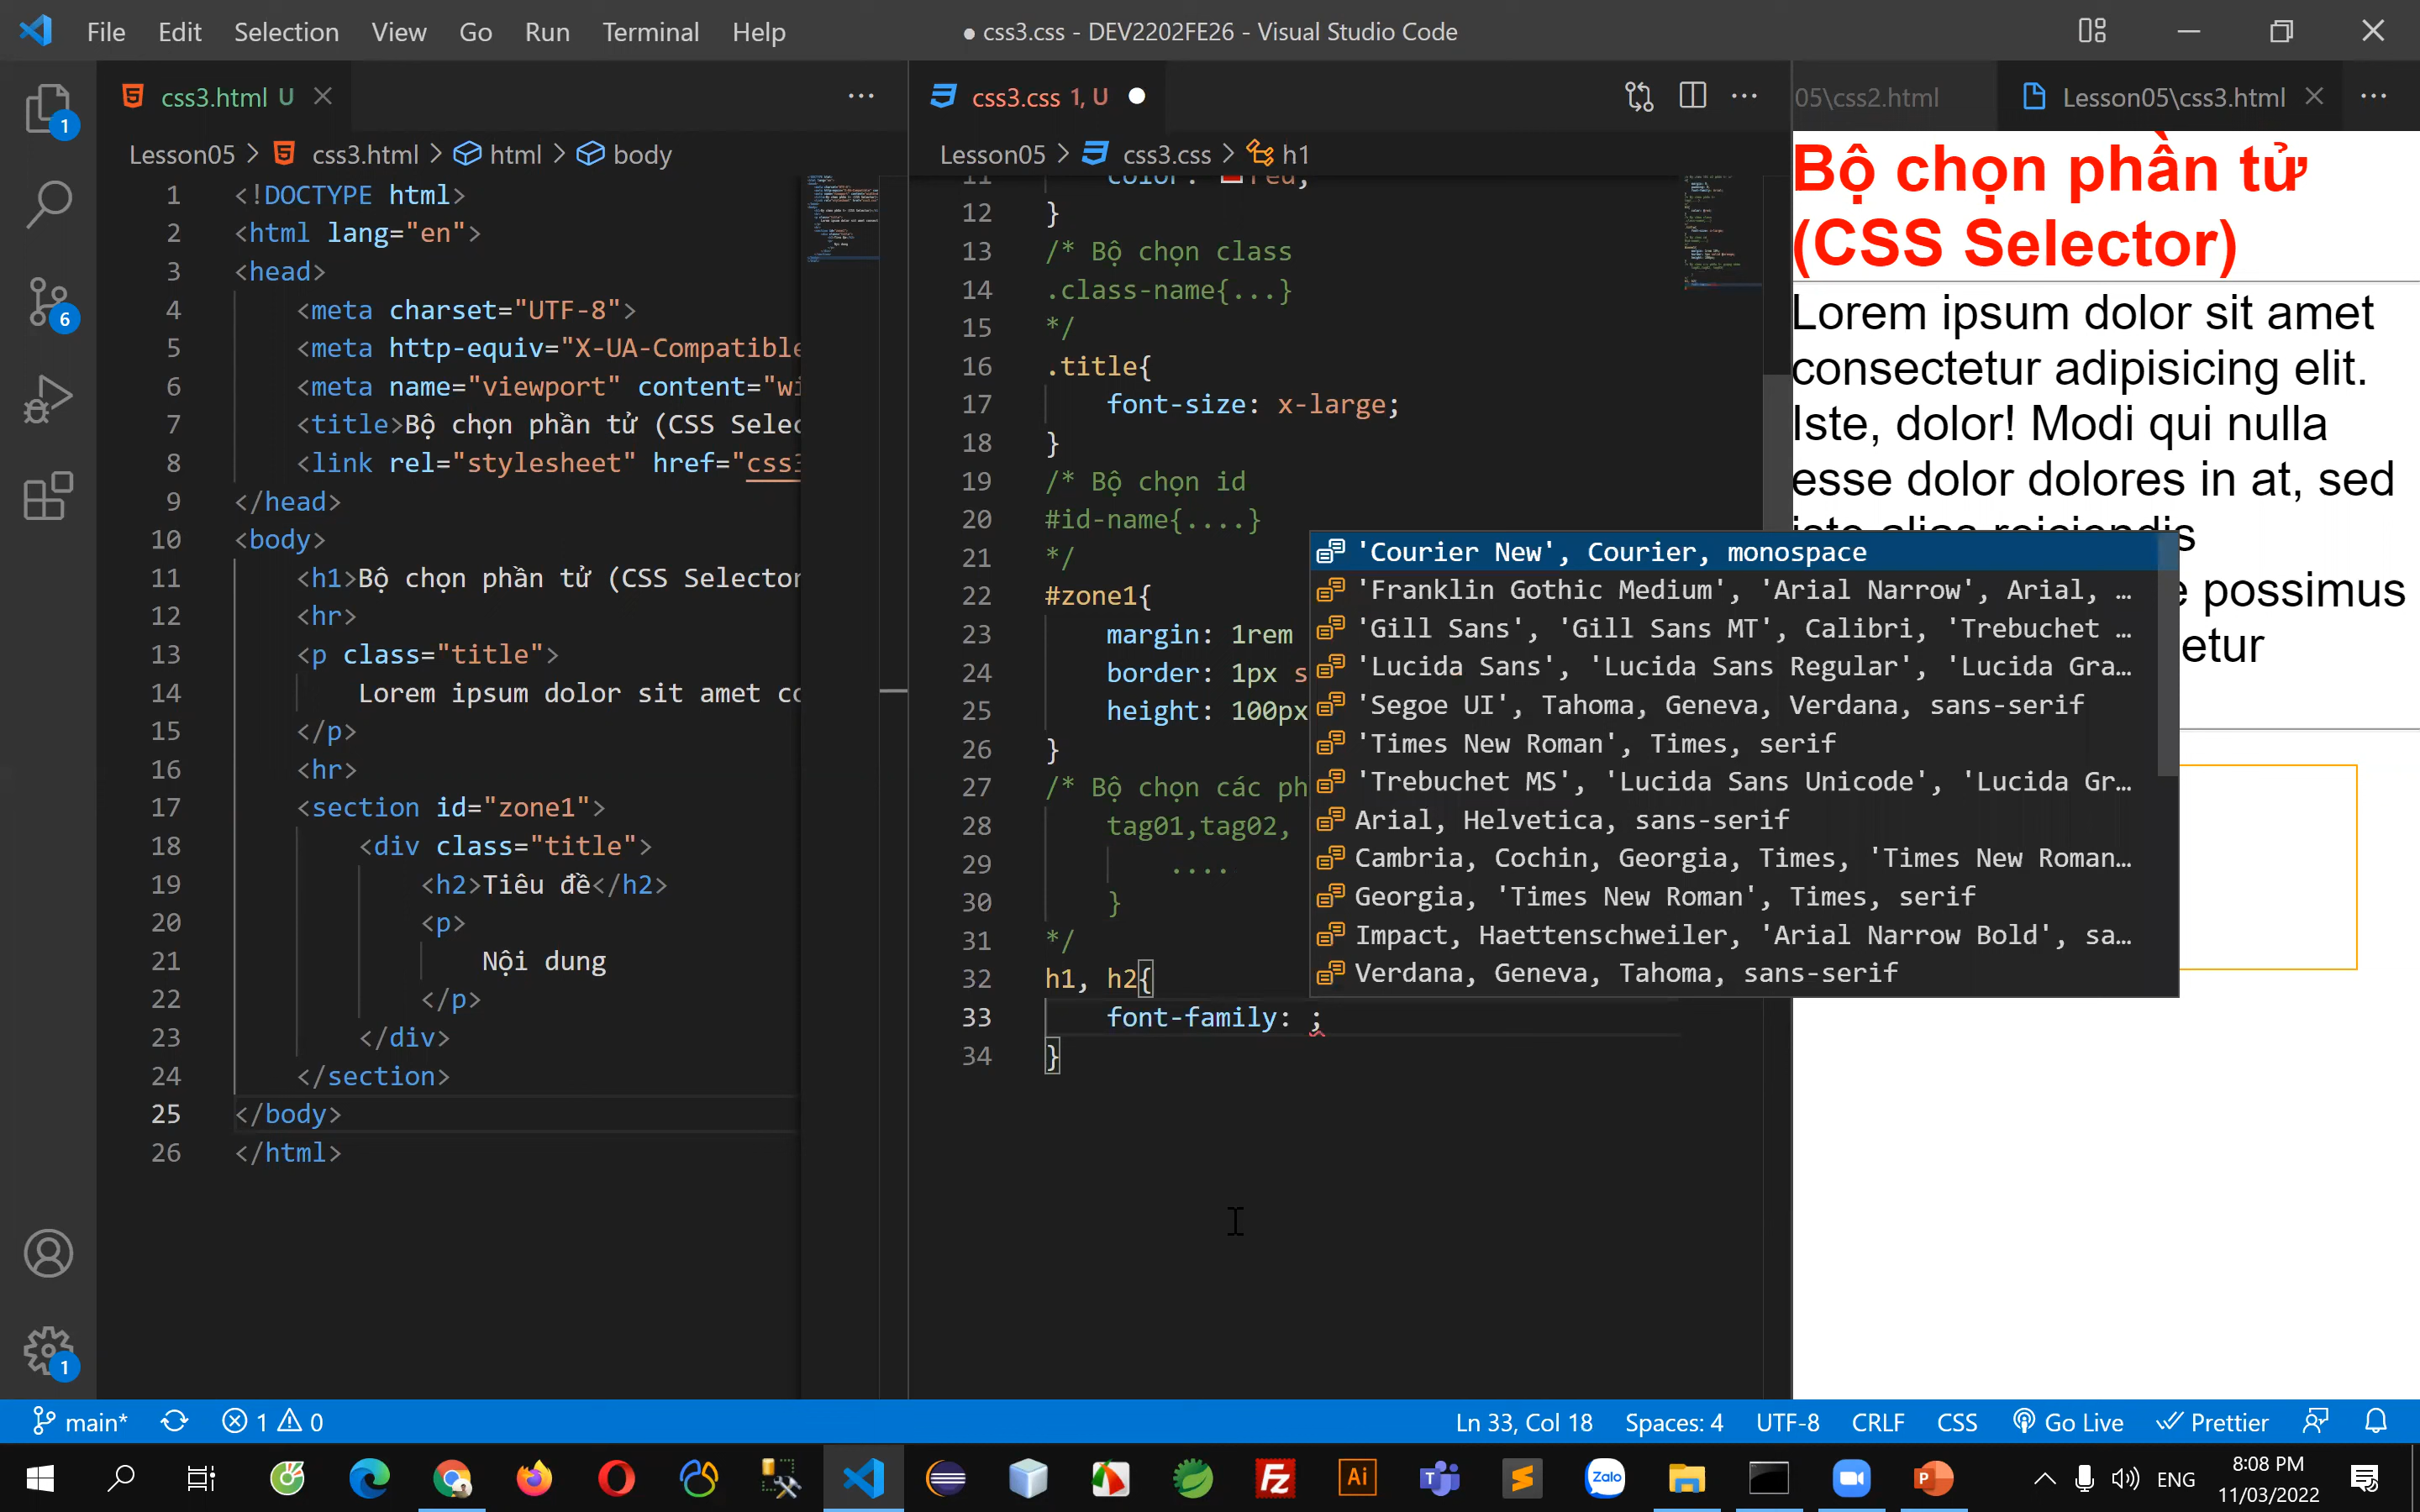 File Edit Selection View Go Run Terminal Help
● css3.css - DEV2202FE26 - Visual Studio Code
css3.html U
Lesson05 > css3.html > html > body
1 <!DOCTYPE html>
2 <html lang="en">
3 <head>
4 <meta charset="UTF-8">
5 <meta http-equiv="X-UA-Compatible
6 <meta name="viewport" content="wi
7 <title>Bộ chọn phần tử (CSS Selec
8 <link rel="stylesheet" href="css3
9 </head>
10 <body>
11 <h1>Bộ chọn phần tử (CSS Selector
12 <hr>
13 <p class="title">
14 Lorem ipsum dolor sit amet co
15 </p>
16 <hr>
17 <section id="zone1">
18 <div class="title">
19 <h2>Tiêu đề</h2>
20 <p>
21 Nội dung
22 </p>
23 </div>
24 </section>
25 </body>
26 </html>
css3.css 1, U ●
Lesson05 > css3.css > h1
11 color: red;
12 }
13 /* Bộ chọn class
14 .class-name{...}
15 */
16 .title{
17 font-size: x-large;
18 }
19 /* Bộ chọn id
20 #id-name{....}
21 */
22 #zone1{
23 margin: 1rem
24 border: 1px s
25 height: 100px
26 }
27 /* Bộ chọn các ph
28 tag01,tag02,
29 ....
30 }
31 */
32 h1, h2{
33 font-family: ;
34 }
'Courier New', Courier, monospace
'Franklin Gothic Medium', 'Arial Narrow', Arial, …
'Gill Sans', 'Gill Sans MT', Calibri, 'Trebuchet …
'Lucida Sans', 'Lucida Sans Regular', 'Lucida Gra…
'Segoe UI', Tahoma, Geneva, Verdana, sans-serif
'Times New Roman', Times, serif
'Trebuchet MS', 'Lucida Sans Unicode', 'Lucida Gr…
Arial, Helvetica, sans-serif
Cambria, Cochin, Georgia, Times, 'Times New Roman…
Georgia, 'Times New Roman', Times, serif
Impact, Haettenschweiler, 'Arial Narrow Bold', sa…
Verdana, Geneva, Tahoma, sans-serif
05\css2.html
Lesson05\css3.html
Bộ chọn phần tử
(CSS Selector)
Lorem ipsum dolor sit amet
consectetur adipisicing elit.
Iste, dolor! Modi qui nulla
esse dolor dolores in at, sed
possimus
etur
main* 1 0
Ln 33, Col 18 Spaces: 4 UTF-8 CRLF CSS Go Live Prettier
1
6
1
Ai
Zalo
ENG
8:08 PM
11/03/2022